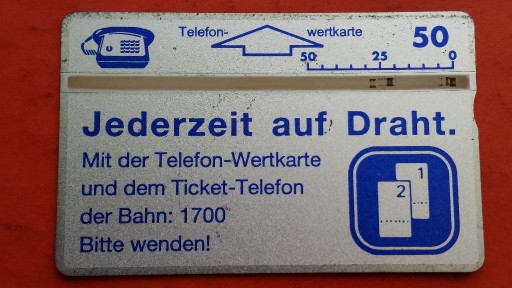 Telefon- wertkarte 50
50 25 0
Jederzeit auf Draht.
Mit der Telefon-Wertkarte
und dem Ticket-Telefon
der Bahn: 1700
Bitte wenden!
1
2